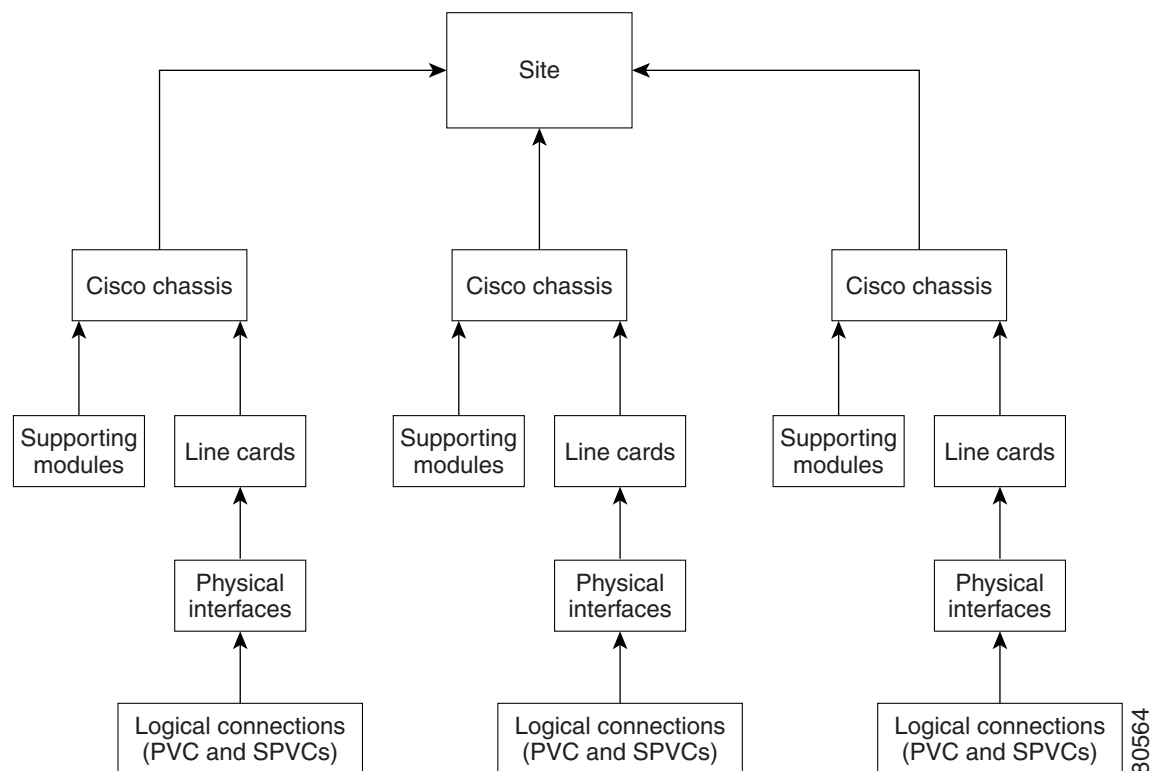 Site
Cisco chassis
Cisco chassis
Cisco chassis
Supporting
modules
Line cards
Supporting
modules
Line cards
Supporting
modules
Line cards
Physical
interfaces
Physical
interfaces
Physical
interfaces
Logical connections
(PVC and SPVCs)
Logical connections
(PVC and SPVCs)
Logical connections
(PVC and SPVCs)
80564